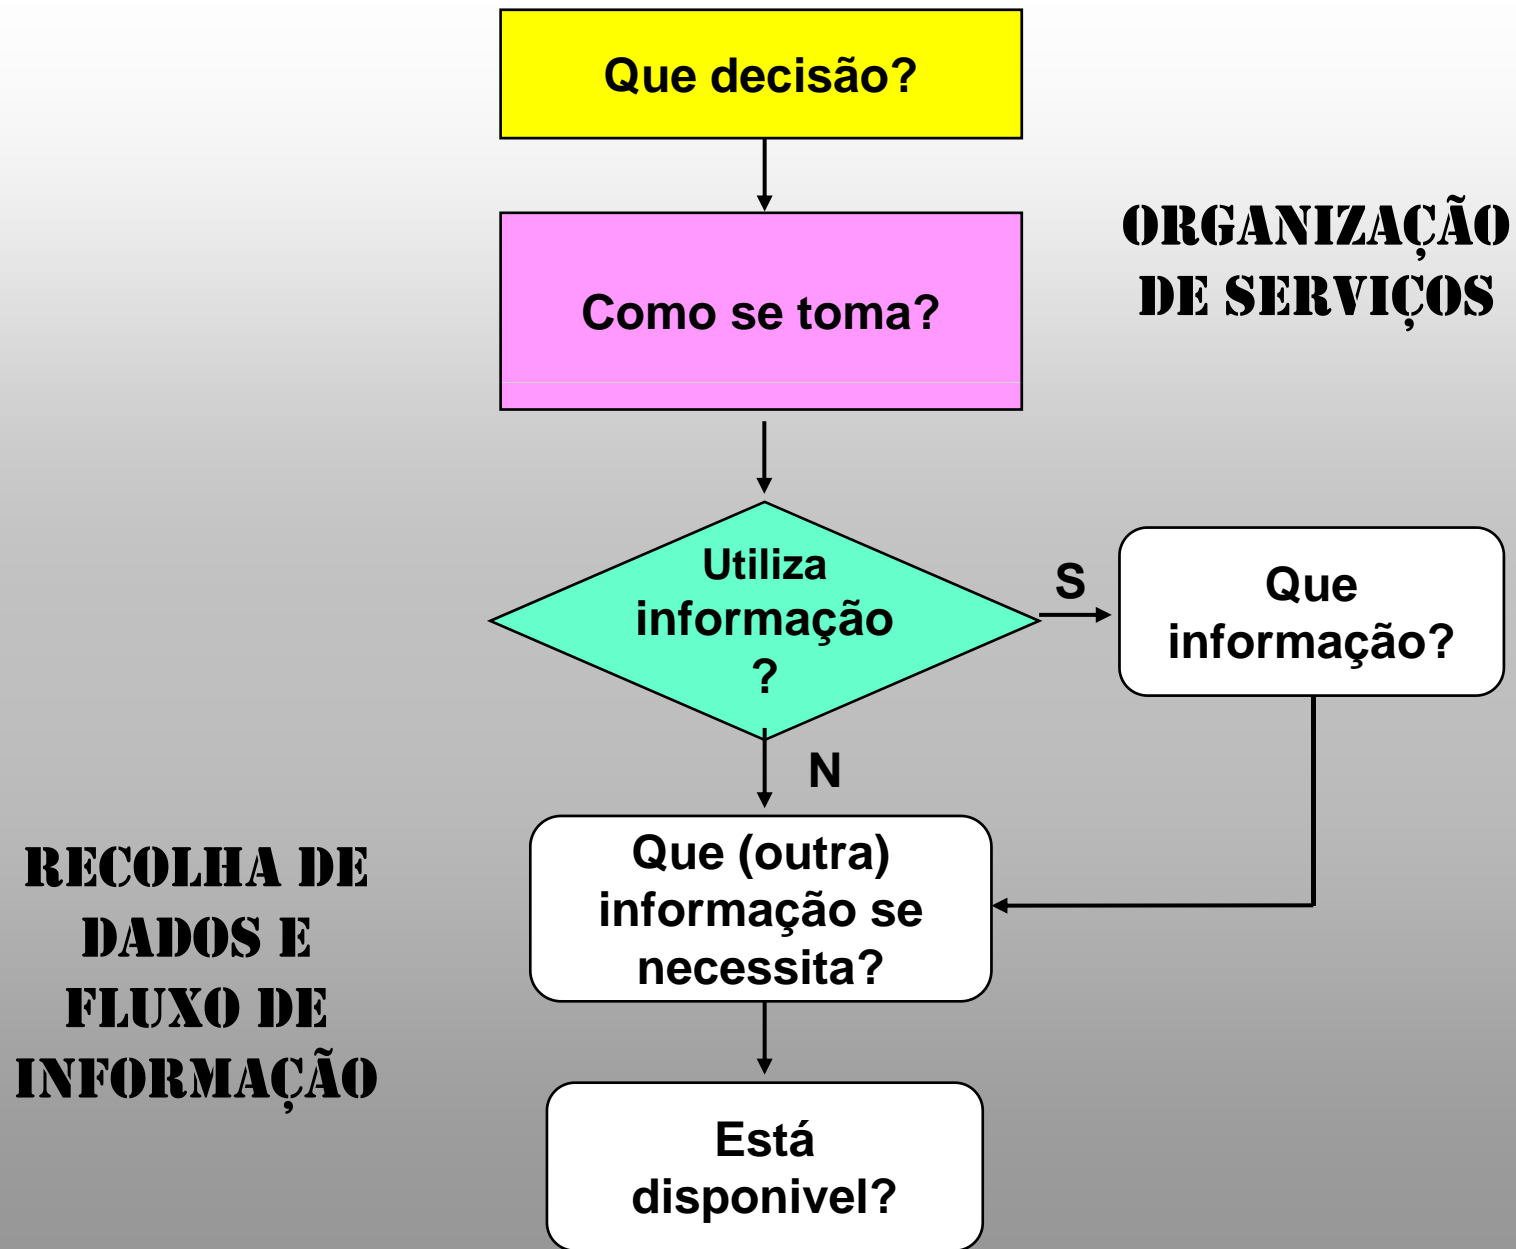 Que decisão?
ORGANIZAÇÃO
DE SERVIÇOS
Como se toma?
Utiliza
informação
?
S
Que
informação?
N
Que (outra)
informação se
necessita?
RECOLHA DE
DADOS E
FLUXO DE
INFORMAÇÃO
Está
disponivel?